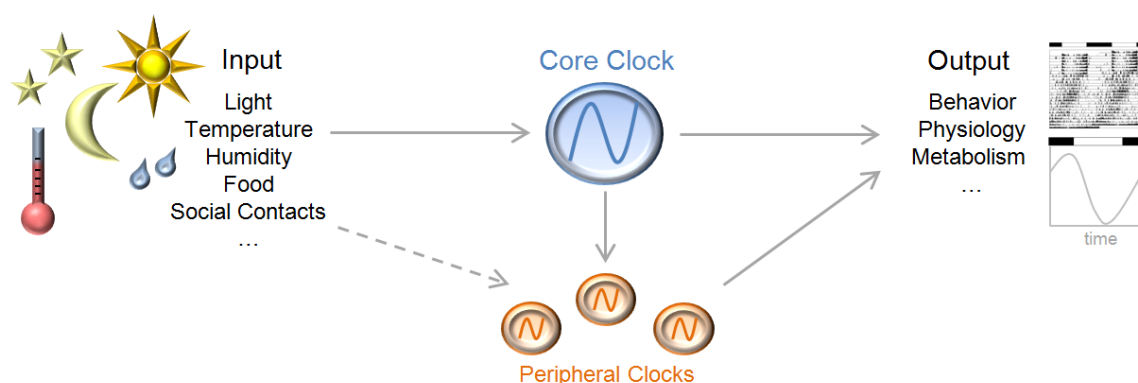 Input
Light
Temperature
Humidity
Food
Social Contacts
...
Core Clock
Peripheral Clocks
Output
Behavior
Physiology
Metabolism
...
time